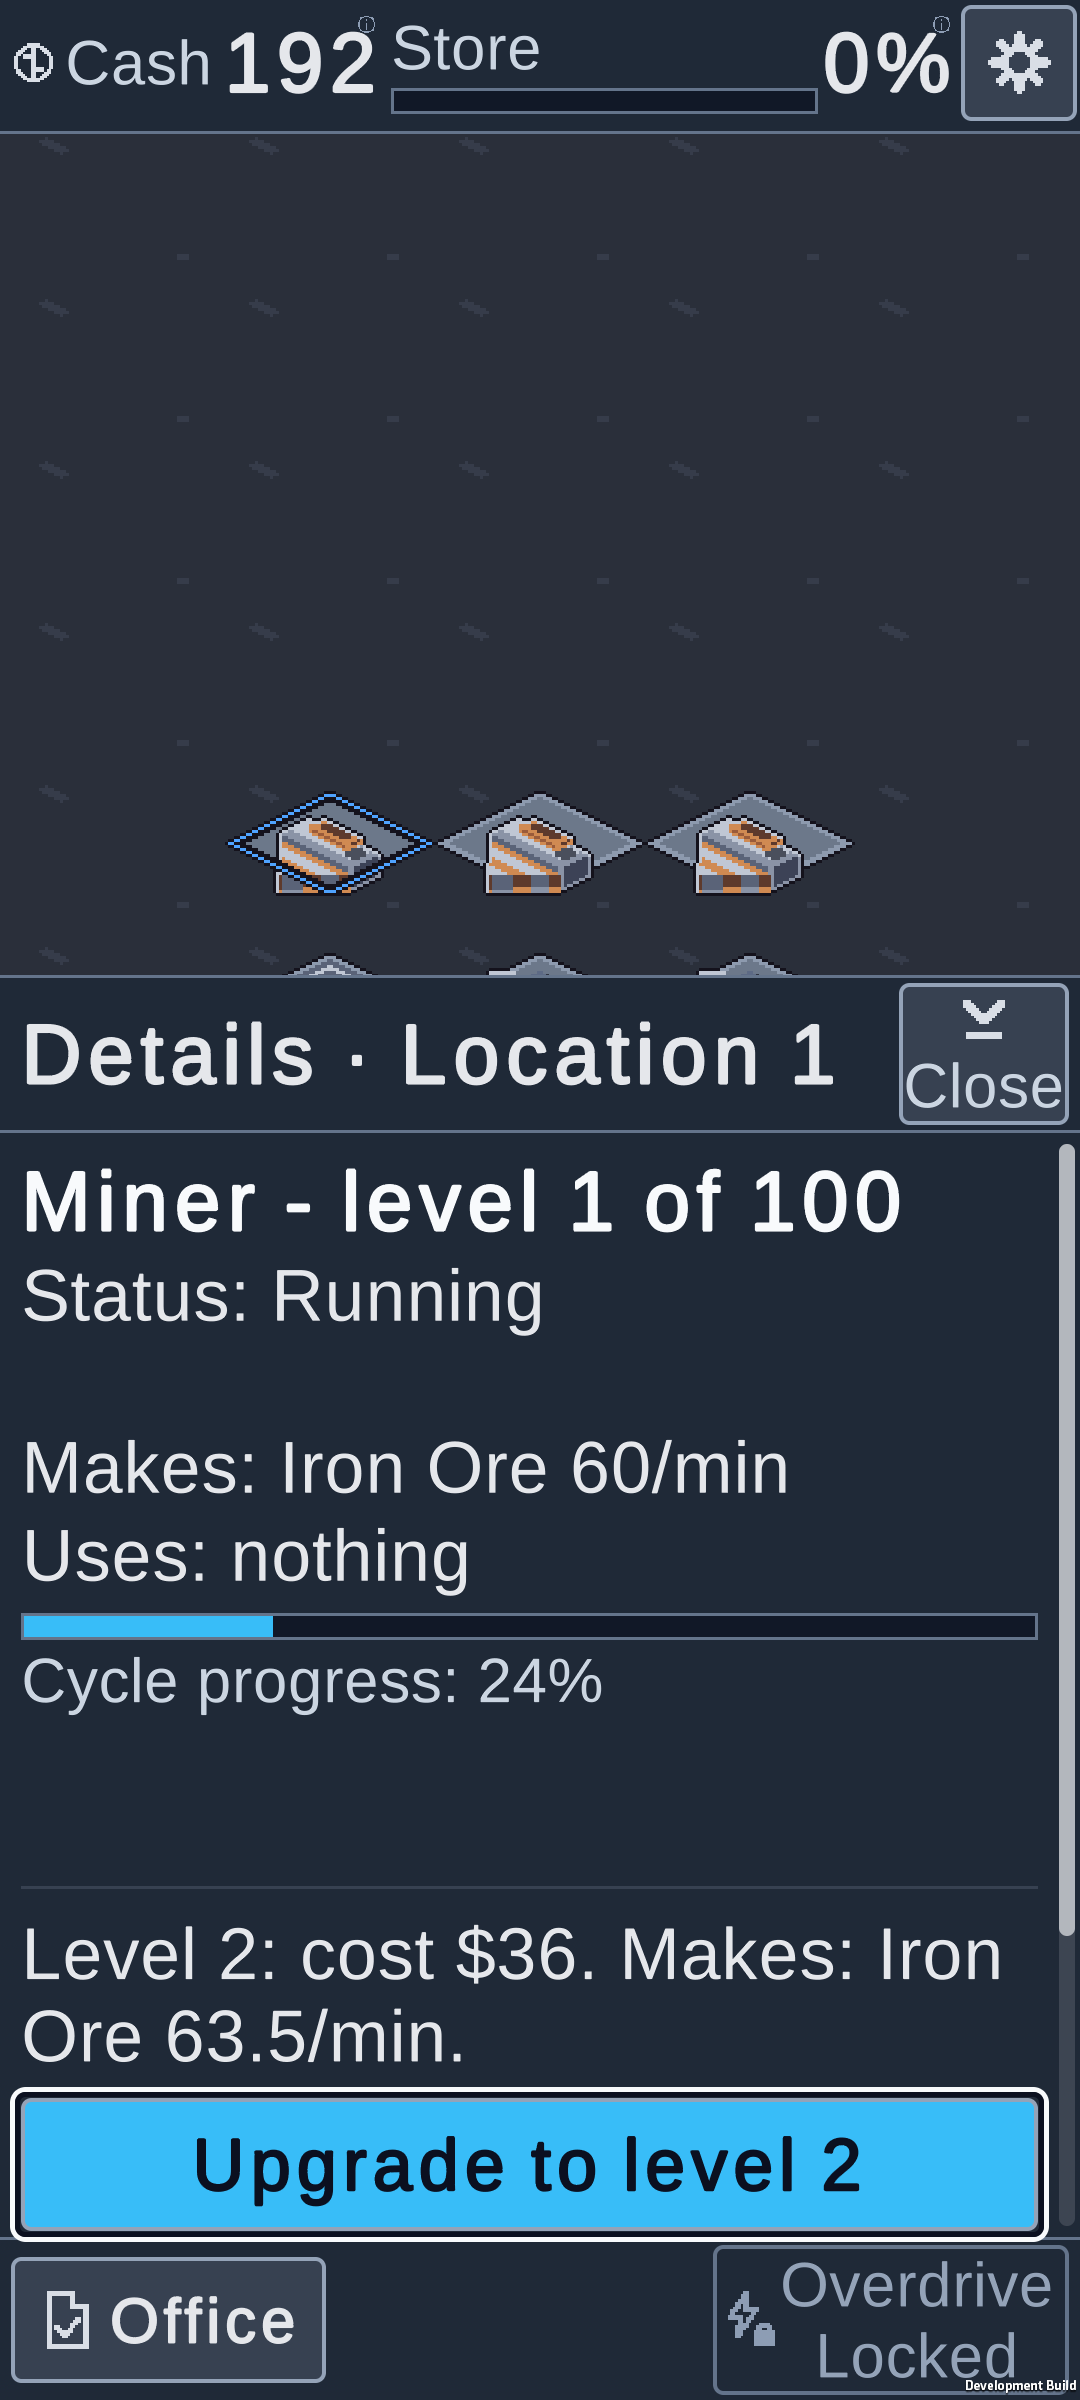 Cash 192
Store
0%
Details · Location 1
Close
Miner - level 1 of 100
Status: Running
Makes: Iron Ore 60/min
Uses: nothing
Cycle progress: 24%
Level 2: cost $36. Makes: Iron
Ore 63.5/min.
Upgrade to level 2
Office
Overdrive
Locked
Development Build